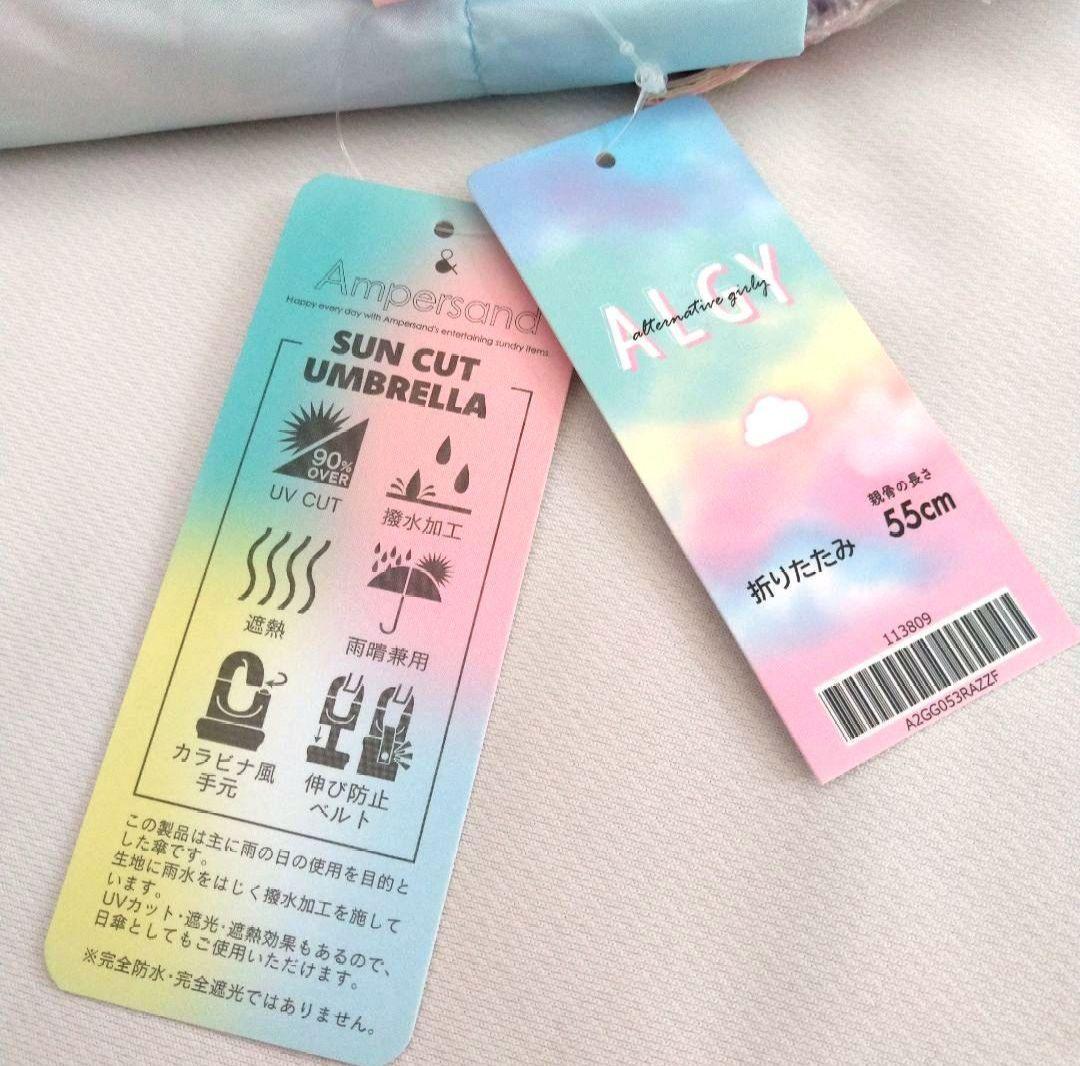 &
Ampersand
Happy every day with Ampersand's entertaining sundry items.
SUN CUT
UMBRELLA
90%
OVER
UV CUT
撥水加工
遮熱
雨晴兼用
カラビナ風
手元
伸び防止
ベルト
この製品は主に雨の日の使用を目的と
した傘です。
生地に雨水をはじく撥水加工を施して
います。
UVカット・遮光・遮熱効果もあるので、
日傘としてもご使用いただけます。
※完全防水・完全遮光ではありません。
ALGY
alternative girly
親骨の長さ
55cm
折りたたみ
113809
A2GG053RAZZF